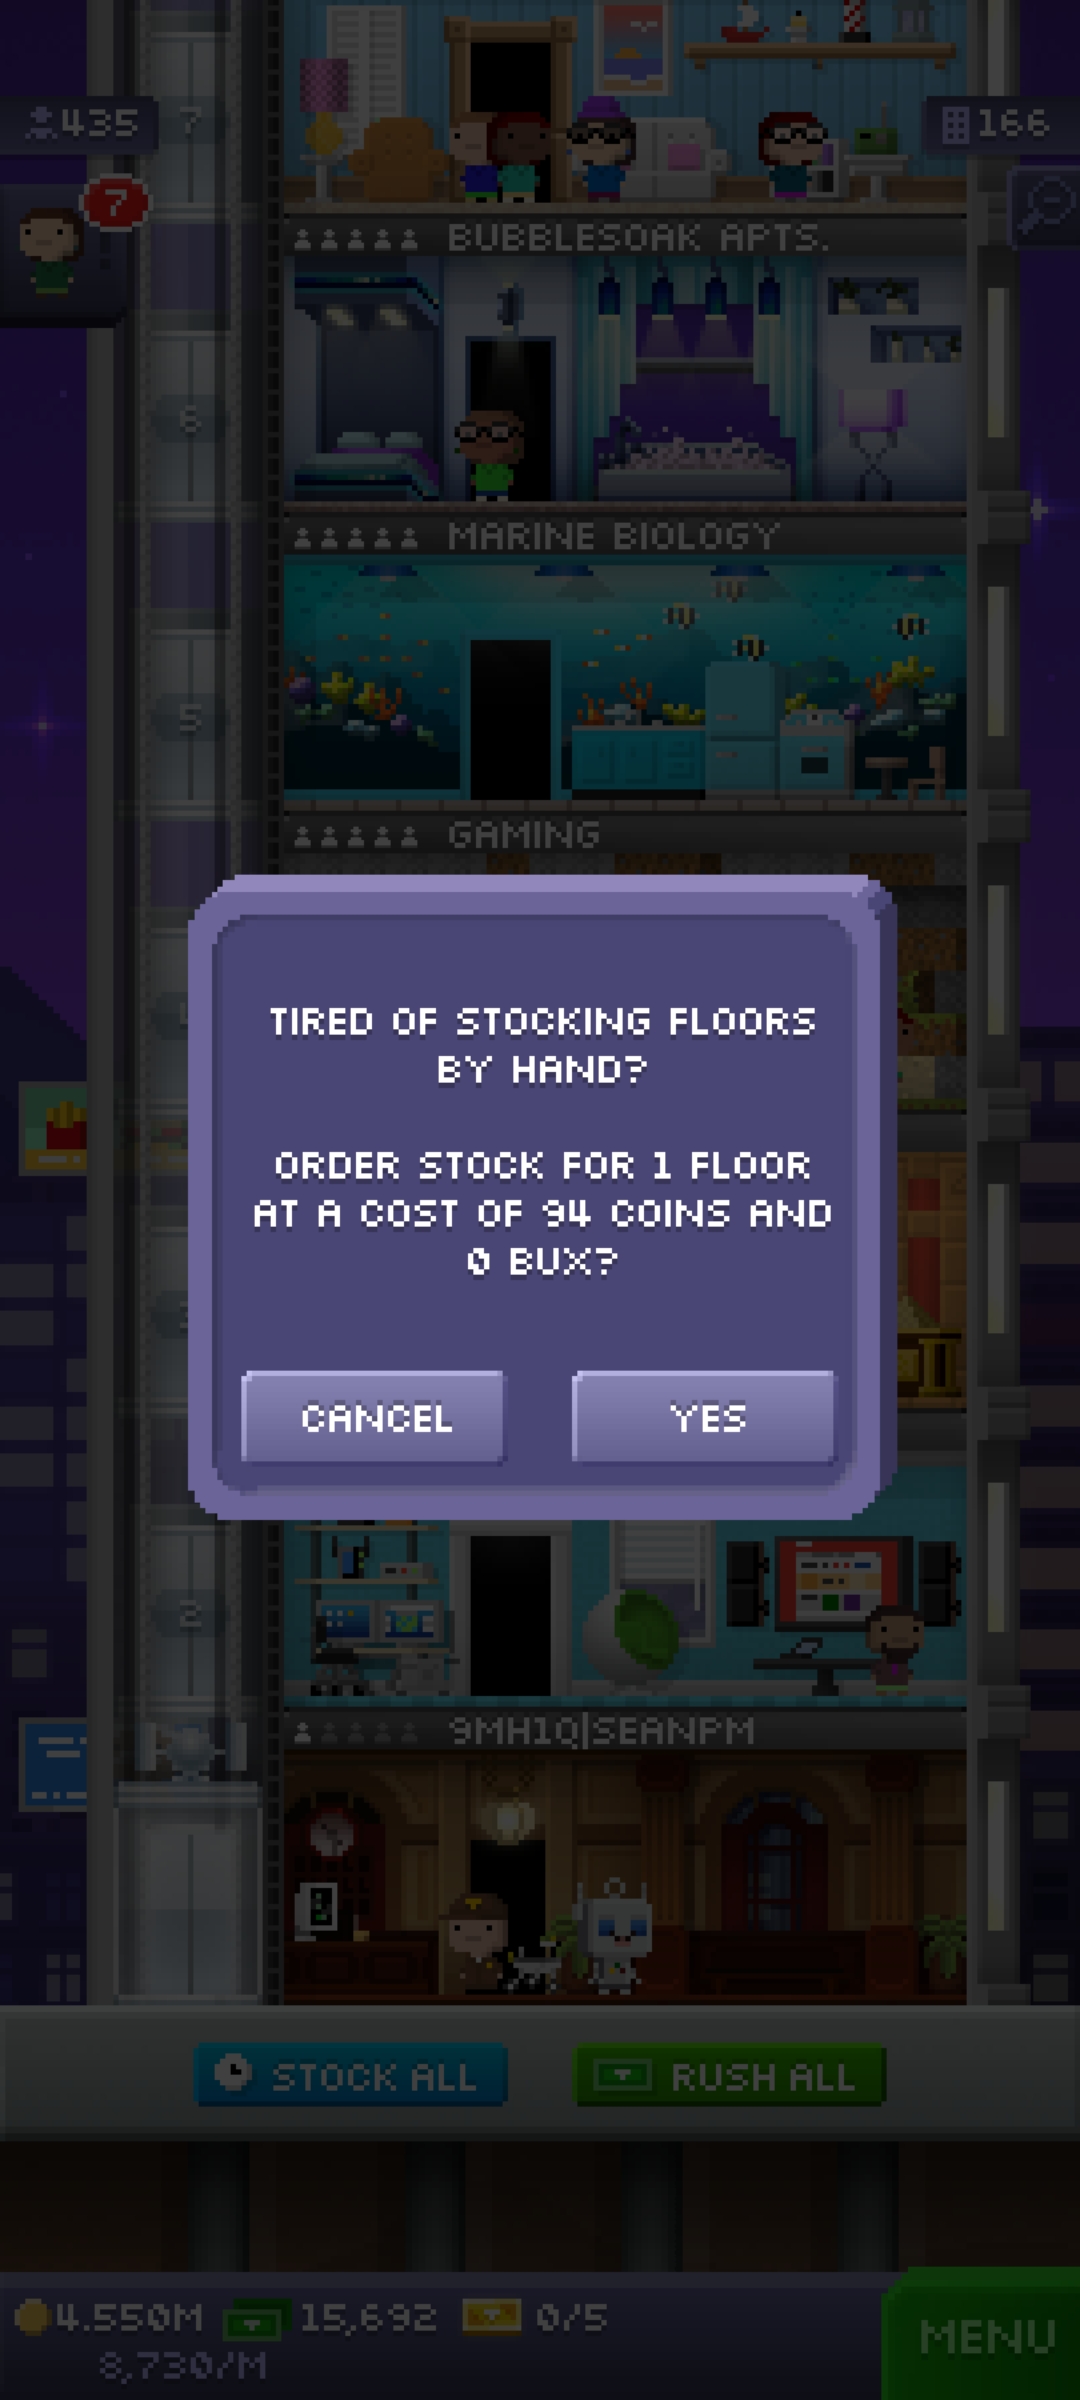 435
7
166
7
BUBBLESOAK APTS.
6
MARINE BIOLOGY
5
GAMING
TIRED OF STOCKING FLOORS
BY HAND?
ORDER STOCK FOR 1 FLOOR
AT A COST OF 94 COINS AND
0 BUX?
CANCEL
YES
2
9MH1Q|SEANPM
STOCK ALL
RUSH ALL
4.550M
15,692
0/5
8,730/M
MENU